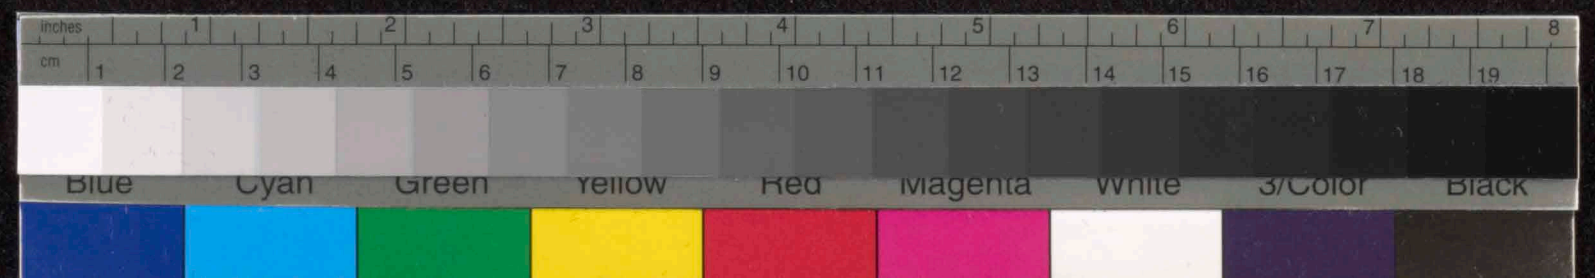 inches 1 2 3 4 5 6 7 8
cm 1 2 3 4 5 6 7 8 9 10 11 12 13 14 15 16 17 18 19
Blue Cyan Green Yellow Red Magenta White 3/Color Black